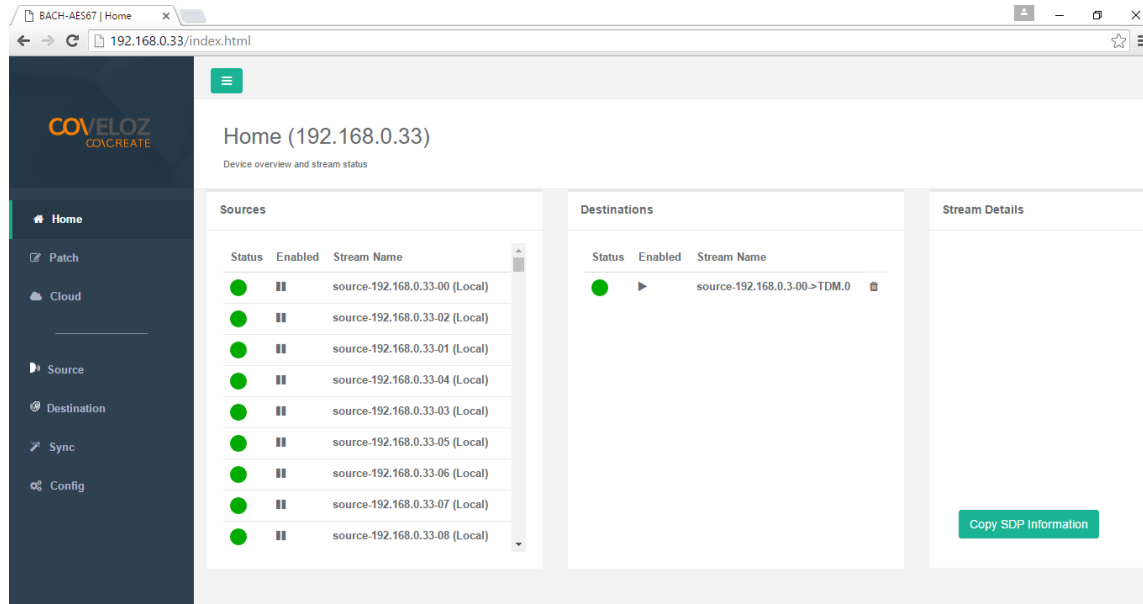 BACH-AES67 | Home
192.168.0.33/index.html
COVELOZ
CO\CREATE
Home
Patch
Cloud
Source
Destination
Sync
Config
Home (192.168.0.33)
Device overview and stream status
Sources
Status Enabled Stream Name
source-192.168.0.33-00 (Local)
source-192.168.0.33-02 (Local)
source-192.168.0.33-01 (Local)
source-192.168.0.33-04 (Local)
source-192.168.0.33-03 (Local)
source-192.168.0.33-05 (Local)
source-192.168.0.33-06 (Local)
source-192.168.0.33-07 (Local)
source-192.168.0.33-08 (Local)
Destinations
Status Enabled Stream Name
source-192.168.0.3-00->TDM.0
Stream Details
Copy SDP Information